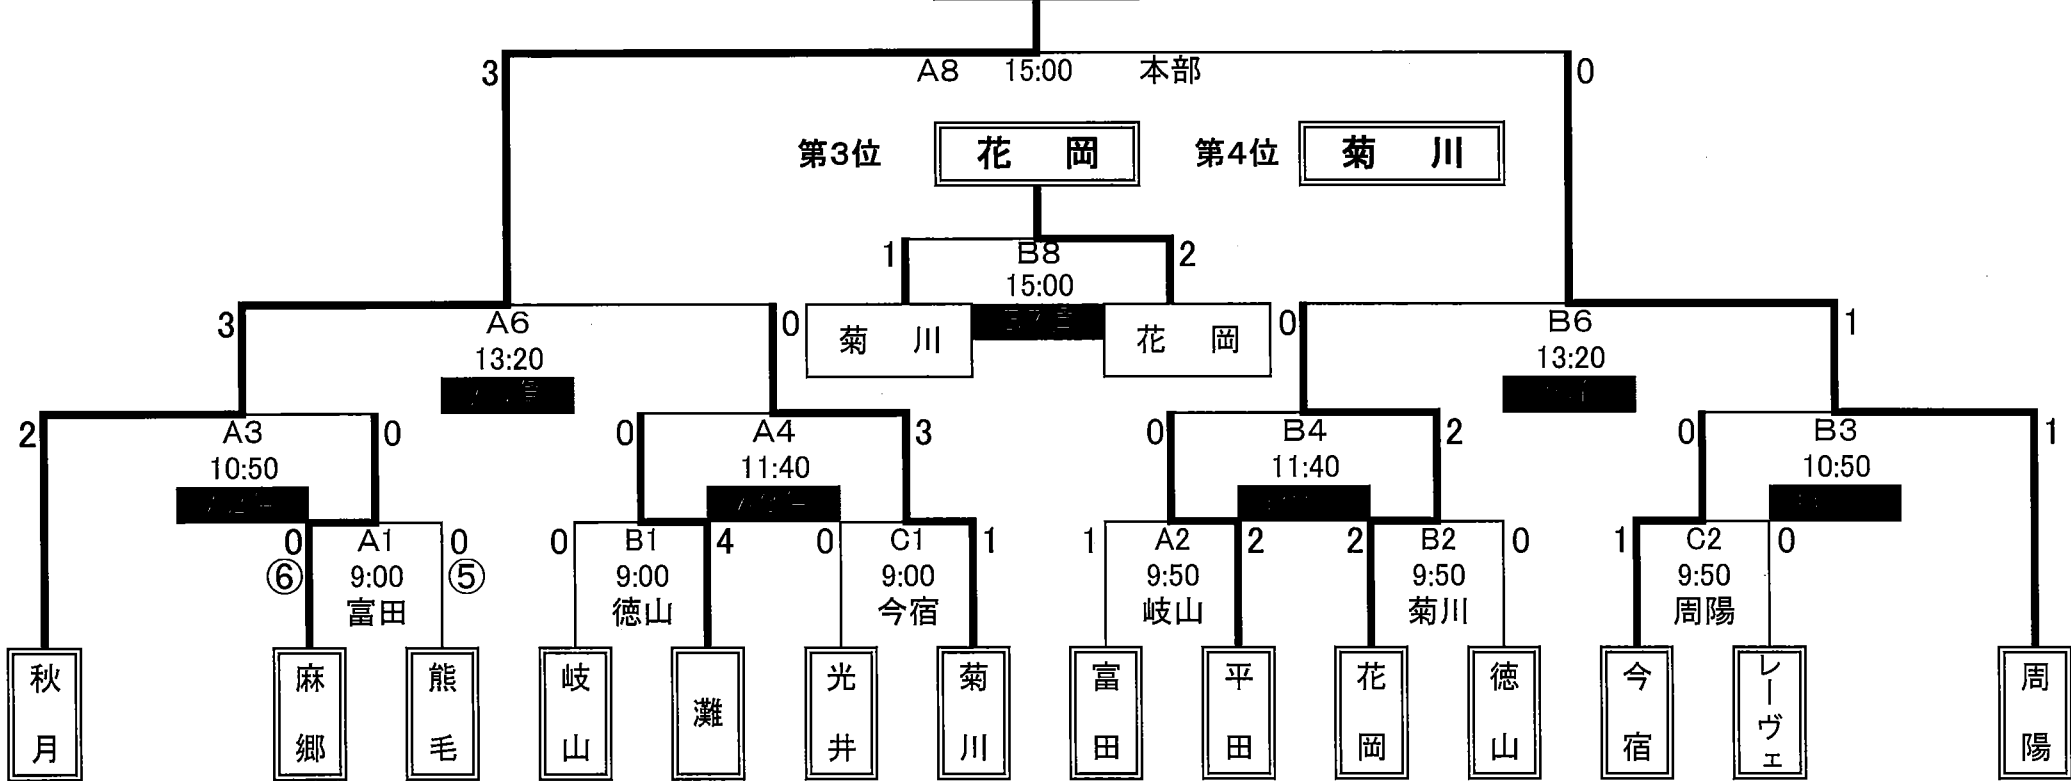 3 A8 15:00 本部 0
第3位 花 岡 第4位 菊 川
1 B8 2
15:00
3 A6 0 菊 川 花 岡 0 B6 1
13:20 13:20
2 A3 0 0 A4 3 0 B4 2 0 B3 1
10:50 11:40 11:40 10:50
0 A1 0 0 B1 4 0 C1 1 1 A2 2 2 B2 0 1 C2 0
⑥ 9:00 ⑤ 9:00 9:00 9:50 9:50 9:50
富田 徳山 今宿 岐山 菊川 周陽
秋月 麻郷 熊毛 岐山 灘 光井 菊川 富田 平田 花岡 徳山 今宿 レーヴェ 周陽